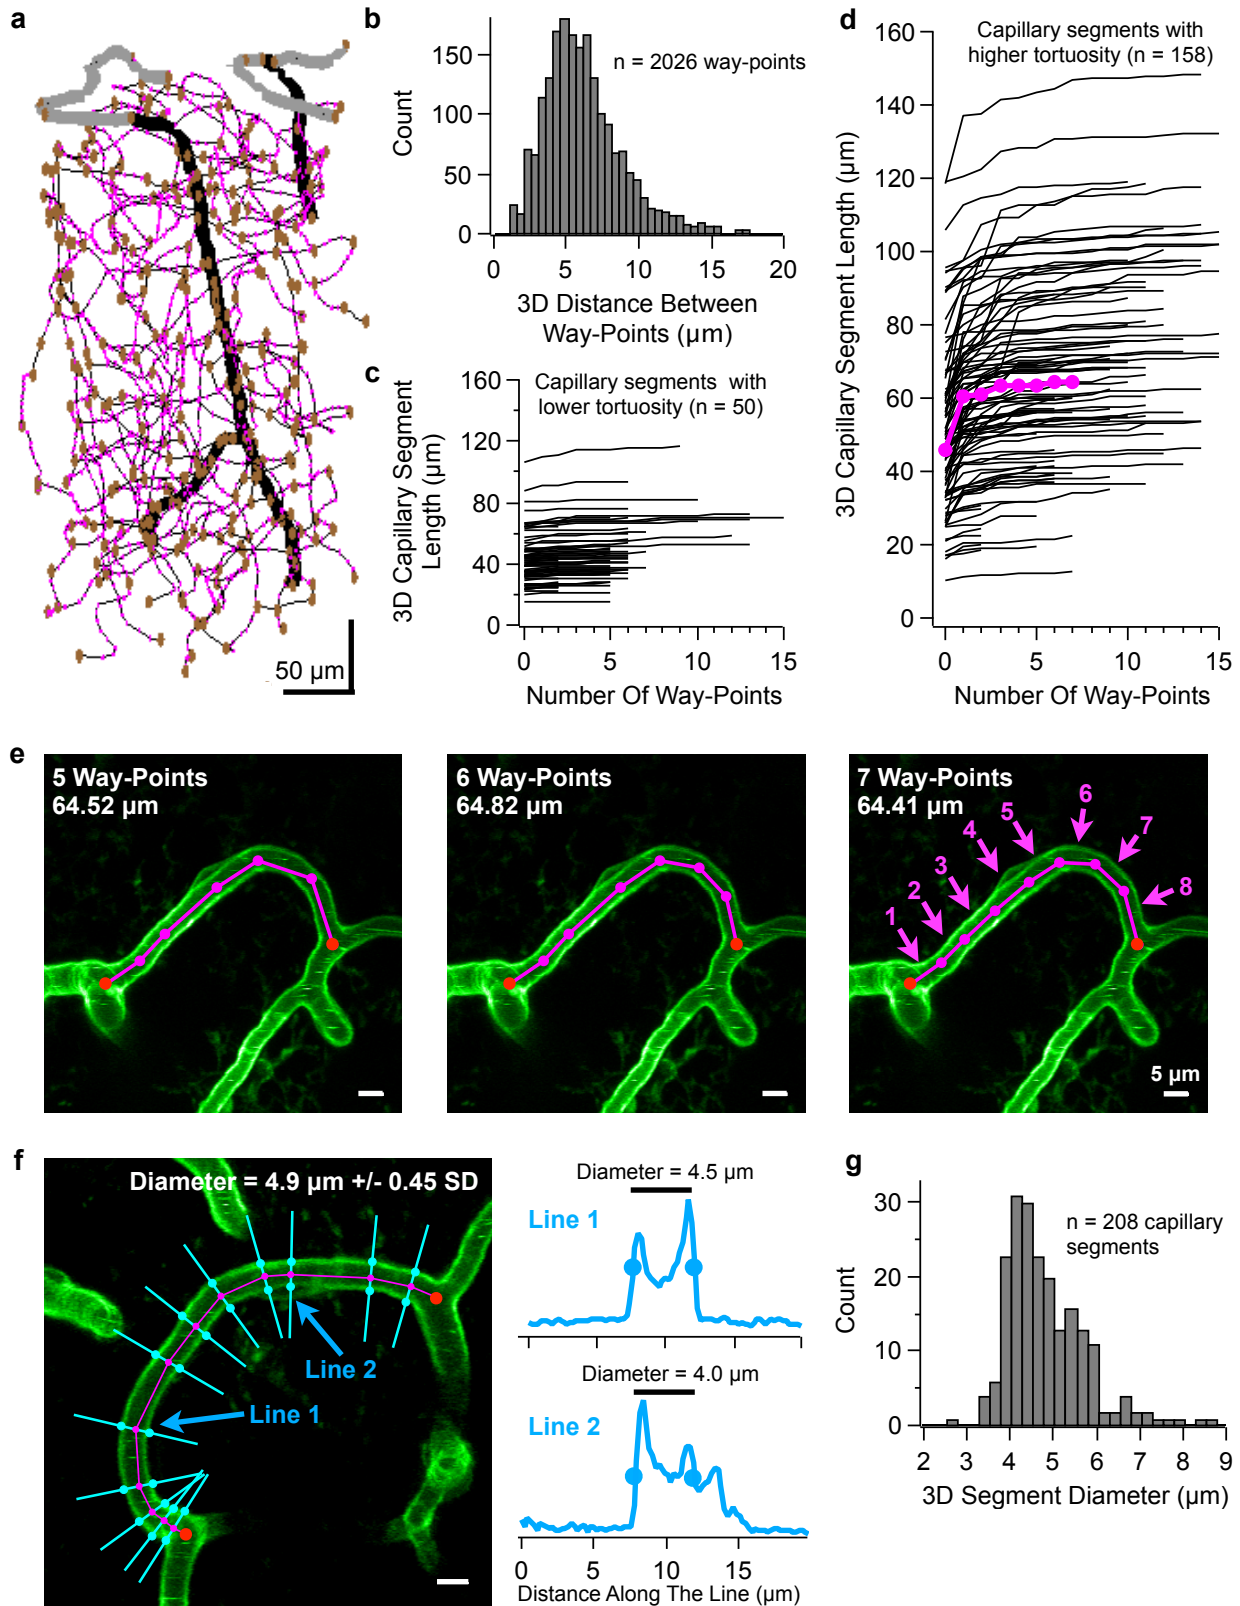 a
50 µm
b
150
100
50
0
Count
n = 2026 way-points
0
5
10
15
20
3D Distance Between
Way-Points (µm)
c
160
120
80
40
0
3D Capillary Segment
Length (µm)
Capillary segments with
lower tortuosity (n = 50)
0
5
10
15
Number Of Way-Points
d
160
140
120
100
80
60
40
20
0
3D Capillary Segment Length (µm)
Capillary segments with
higher tortuosity (n = 158)
0
5
10
15
Number Of Way-Points
e
5 Way-Points
64.52 µm
6 Way-Points
64.82 µm
7 Way-Points
64.41 µm
1
2
3
4
5
6
7
8
5 µm
f
Diameter = 4.9 µm +/- 0.45 SD
Line 2
Line 1
Diameter = 4.5 µm
Line 1
Diameter = 4.0 µm
Line 2
0
5
10
15
Distance Along The Line (µm)
g
30
20
10
0
Count
n = 208 capillary
segments
2
3
4
5
6
7
8
9
3D Segment Diameter (µm)